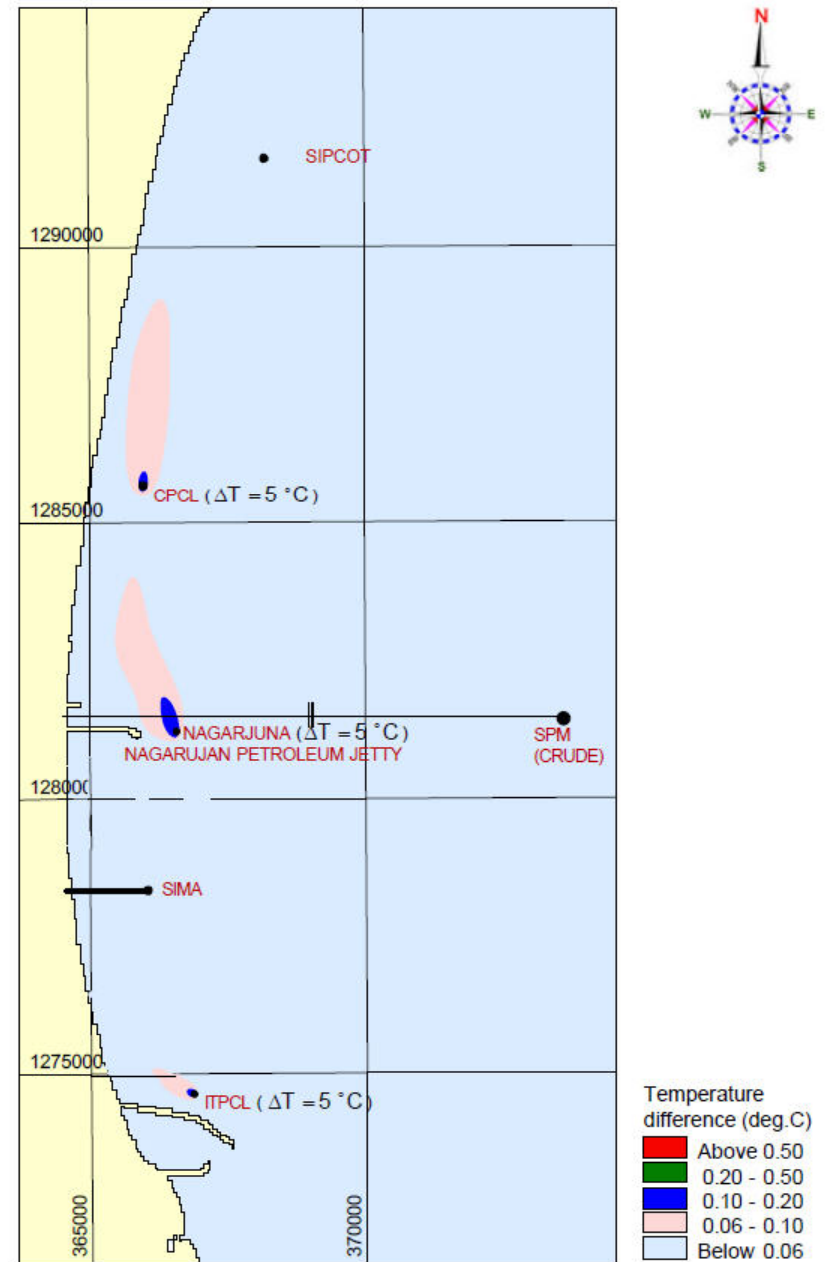 N
W
E
S
SIPCOT
1290000
CPCL (ΔT = 5 °C)
1285000
NAGARJUNA (ΔT = 5 °C)
NAGARUJAN PETROLEUM JETTY
SPM
(CRUDE)
1280000
SIMA
1275000
ITPCL (ΔT = 5 °C)
365000
370000
Temperature
difference (deg.C)
Above 0.50
0.20 - 0.50
0.10 - 0.20
0.06 - 0.10
Below 0.06